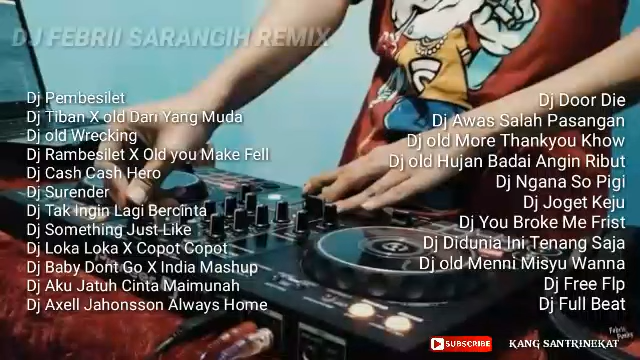 DJ FEBRII SARANGIH REMIX
Dj Pembesilet
Dj Tiban X old Dari Yang Muda
Dj old Wrecking
Dj Rambesilet X Old you Make Fell
Dj Cash Cash Hero
Dj Surender
Dj Tak Ingin Lagi Bercinta
Dj Something Just Like
Dj Loka Loka X Copot Copot
Dj Baby Dont Go X India Mashup
Dj Aku Jatuh Cinta Maimunah
Dj Axell Jahonsson Always Home
Dj Door Die
Dj Awas Salah Pasangan
Dj old More Thankyou Khow
Dj old Hujan Badai Angin Ribut
Dj Ngana So Pigi
Dj Joget Keju
Dj You Broke Me Frist
Dj Didunia Ini Tenang Saja
Dj old Menni Misyu Wanna
Dj Free Flp
Dj Full Beat
SUBSCRIBE
KANG SANTRINEKAT